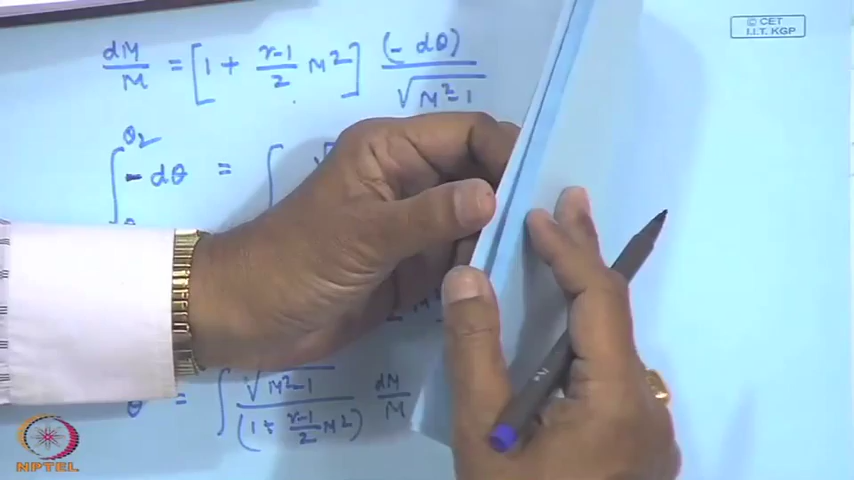 © CET
I.I.T. KGP
dM/M = [1 + (γ-1)/2 M²] (- dθ)/√(M²-1)
∫ θ₂ - dθ = ∫ √
θ = ∫ √(M²-1)/(1 + (γ-1)/2 M²) dM/M
NPTEL